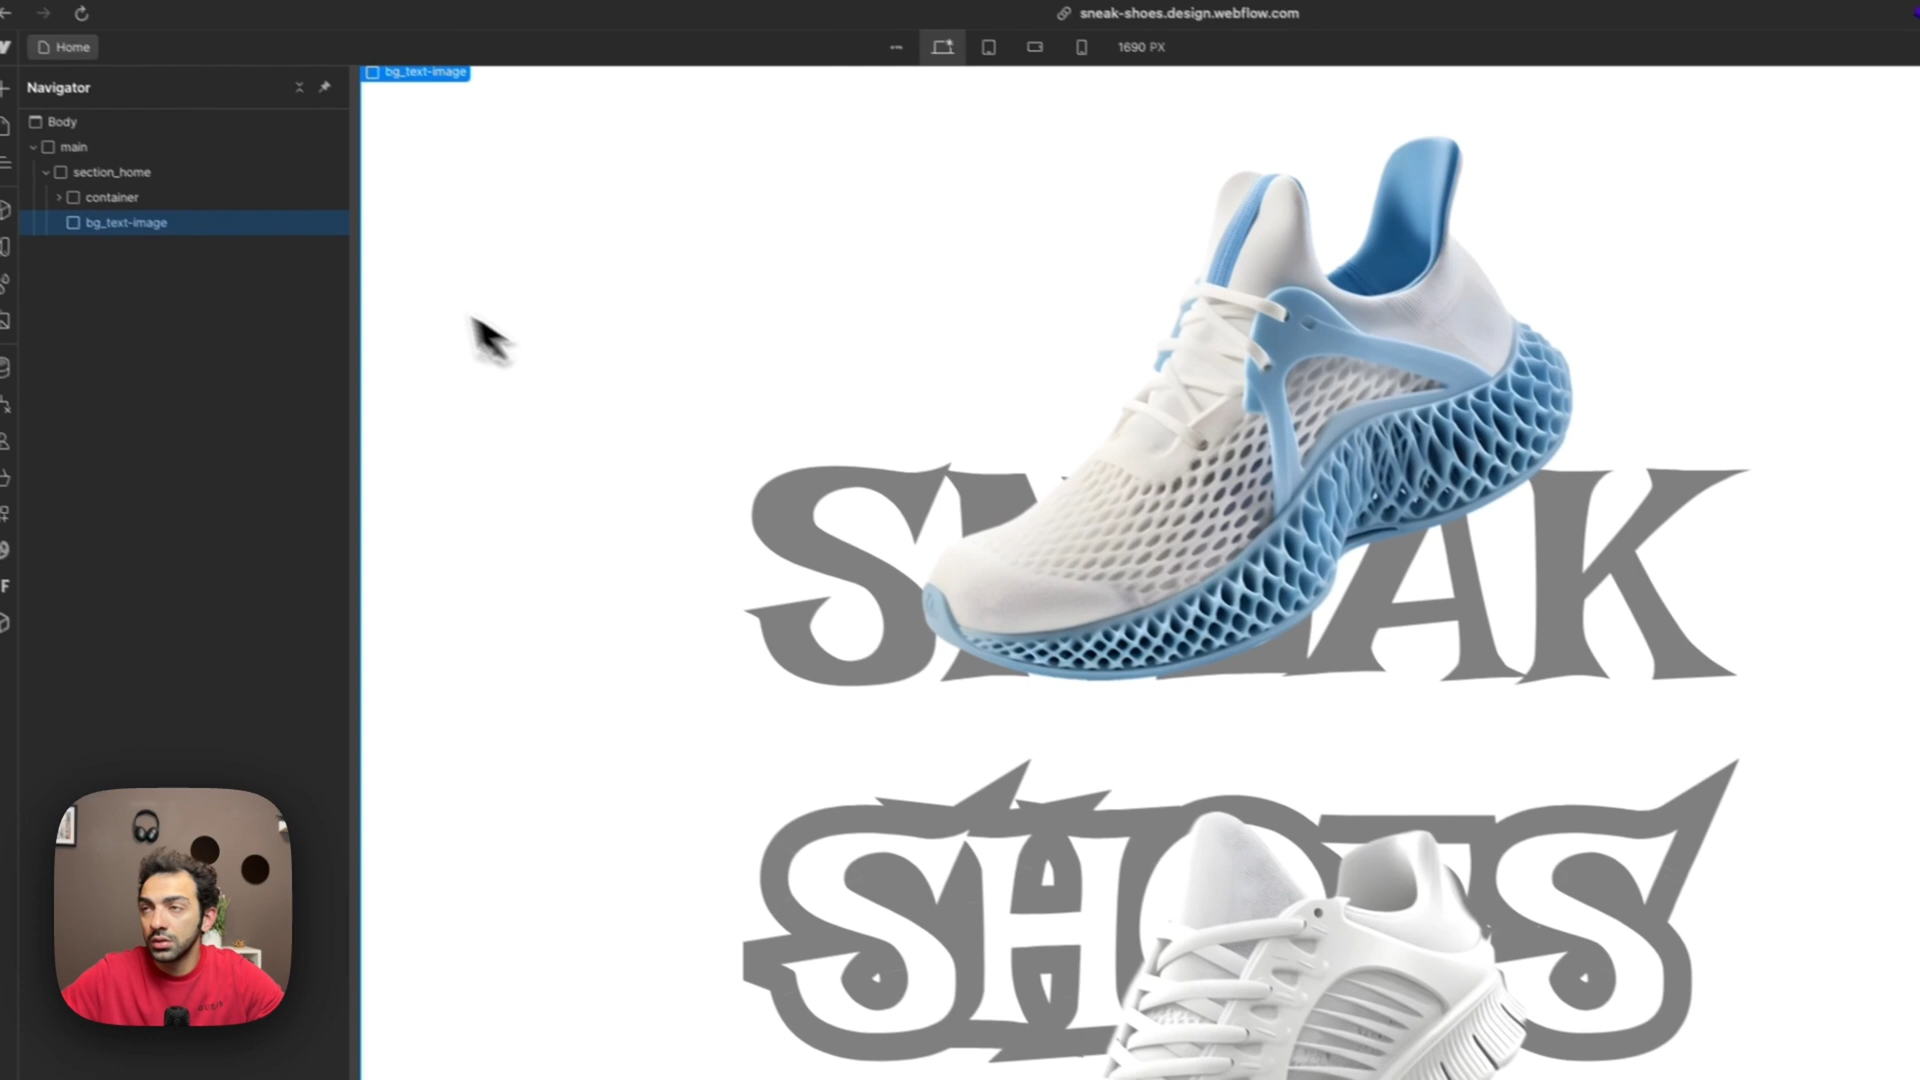 sneak-shoes.design.webflow.com
Home
1690 PX
Navigator
bg_text-image
Body
main
section_home
container
bg_text-image
SNEAK
SHOES